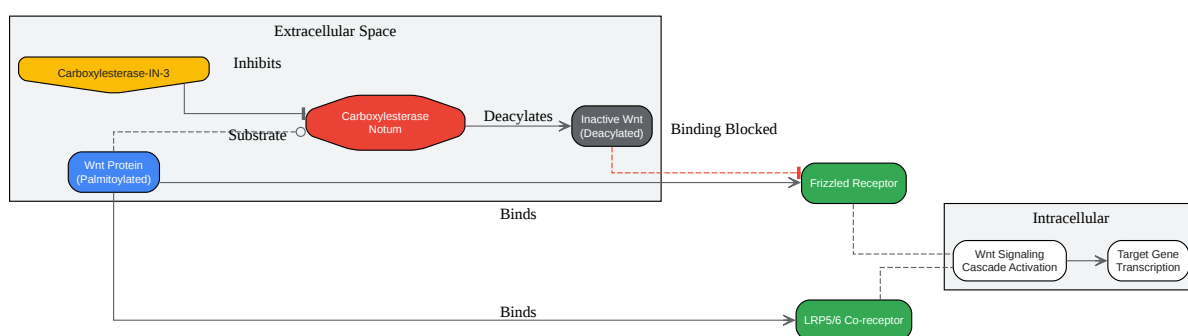 Extracellular Space
Inhibits
Carboxylesterase-IN-3
Carboxylesterase
Notum
Deacylates
Inactive Wnt
(Deacylated)
Binding Blocked
Substrate
Wnt Protein
(Palmitoylated)
Frizzled Receptor
Binds
Intracellular
Wnt Signaling
Cascade Activation
Target Gene
Transcription
Binds
LRP5/6 Co-receptor